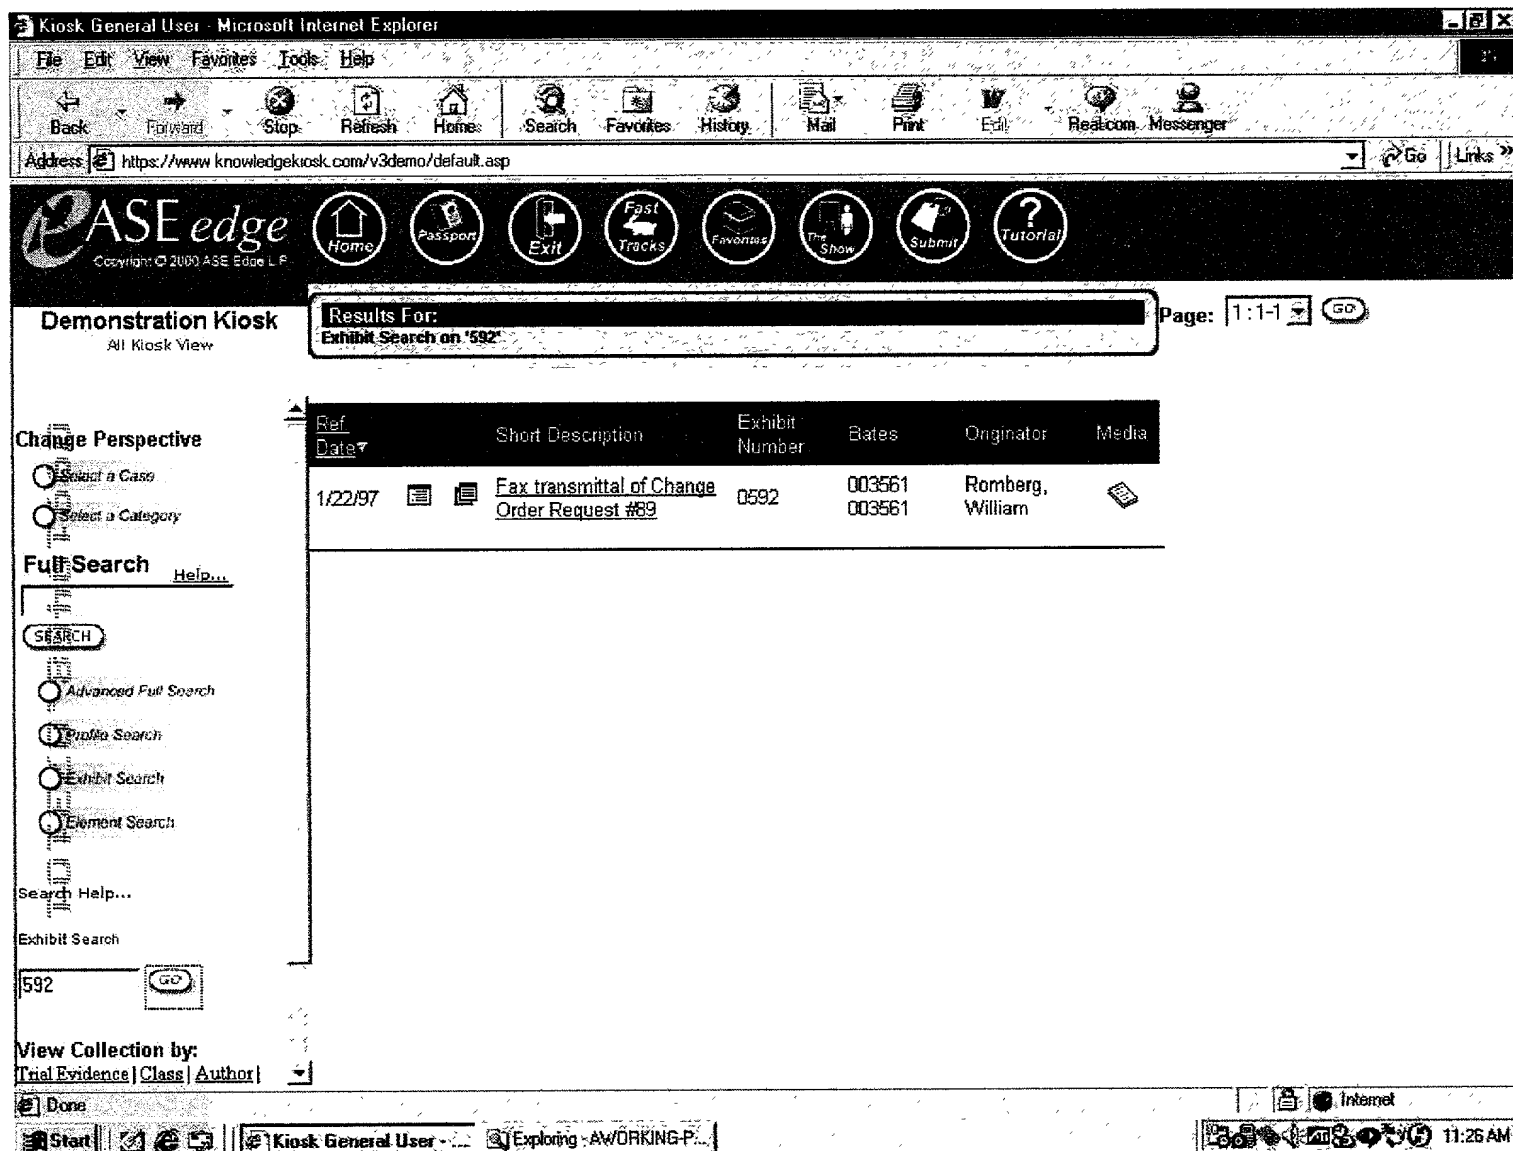 Kiosk General User - Microsoft Internet Explorer
File Edit View Favorites Tools Help
Back Forward Stop Refresh Home Search Favorites History Mail Print Edit Real.com Messenger
Address https://www.knowledgekiosk.com/v3demo/default.asp Go Links »
eASE edge
Copyright © 2000 ASE Edge L.P.
Home Passport Exit Fast Tracks Favorites The Show Submit ? Tutorial
Demonstration Kiosk
All Kiosk View
Results For:
Exhibit Search on '592'
Page: 1:1-1 GO
Change Perspective
Select a Case
Select a Category
Full Search Help...
SEARCH
Advanced Full Search
Profile Search
Exhibit Search
Element Search
Search Help...
Exhibit Search
592 GO
View Collection by:
Trial Evidence | Class | Author |
Ref. Date Short Description Exhibit Number Bates Originator Media
1/22/97 Fax transmittal of Change 0592 003561 Romberg,
Order Request #89 003561 William
Done Internet
Start Kiosk General User - ... Exploring - AWORKING-P... 11:26 AM